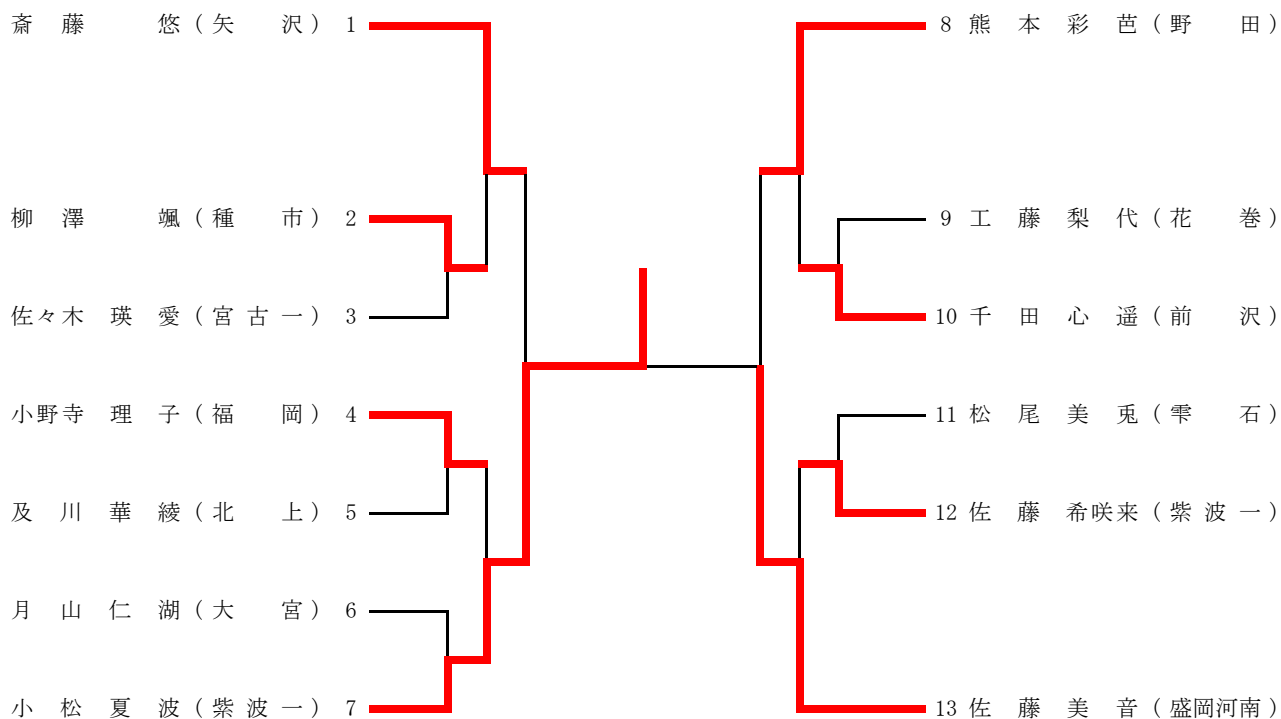 斎藤 悠(矢沢) 1
柳澤 颯(種市) 2
佐々木 瑛愛(宮古一) 3
小野寺 理子(福岡) 4
及川華綾(北上) 5
月山仁湖(大宮) 6
小松夏波(紫波一) 7
8 熊本彩芭(野田)
9 工藤梨代(花巻)
10 千田心遥(前沢)
11 松尾美兎(雫石)
12 佐藤希咲来(紫波一)
13 佐藤美音(盛岡河南)